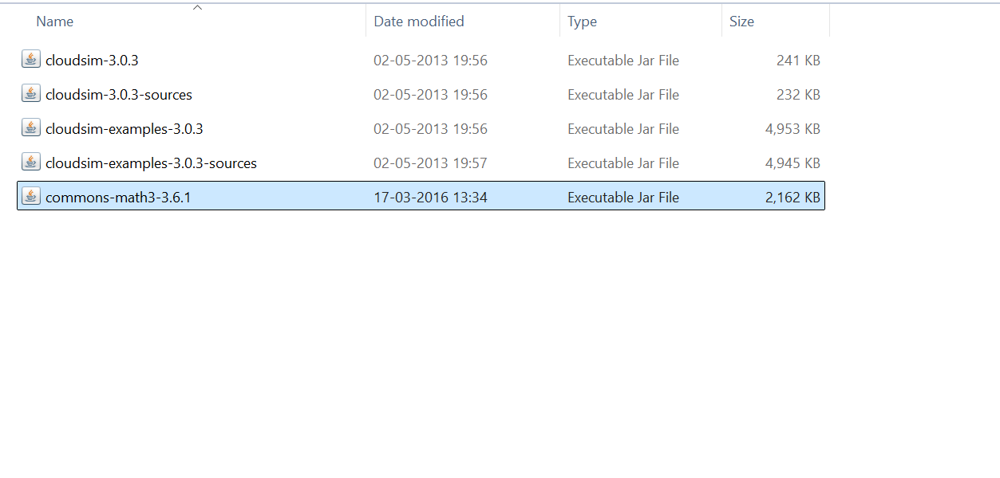 Name Date modified Type Size
cloudsim-3.0.3 02-05-2013 19:56 Executable Jar File 241 KB
cloudsim-3.0.3-sources 02-05-2013 19:56 Executable Jar File 232 KB
cloudsim-examples-3.0.3 02-05-2013 19:56 Executable Jar File 4,953 KB
cloudsim-examples-3.0.3-sources 02-05-2013 19:57 Executable Jar File 4,945 KB
commons-math3-3.6.1 17-03-2016 13:34 Executable Jar File 2,162 KB